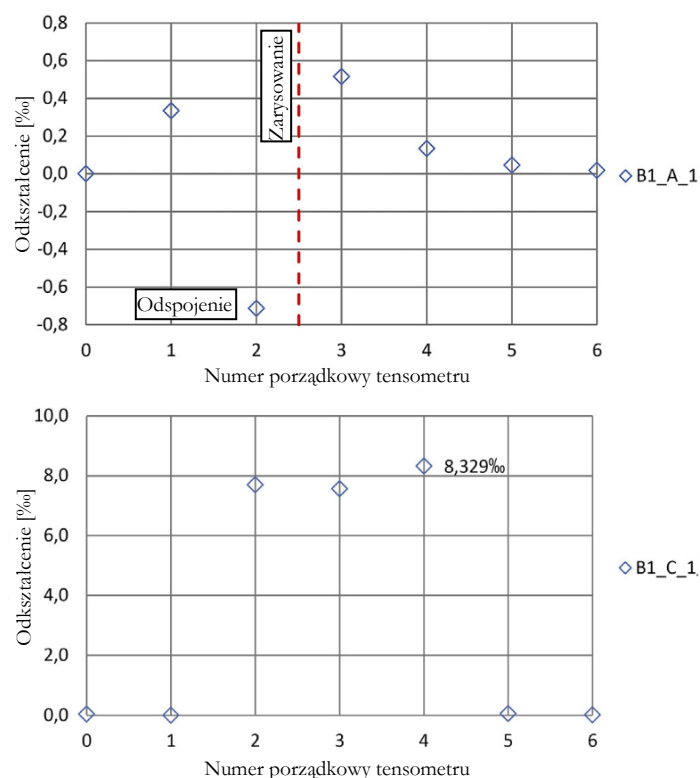 0,8
0,6
0,4
0,2
0,0
-0,2
-0,4
-0,6
-0,8
Odkształcenie [‰]
Zarysowanie
Odspojenie
B1_A_1
0 1 2 3 4 5 6
Numer porządkowy tensometru
10,0
8,0
6,0
4,0
2,0
0,0
Odkształcenie [‰]
8,329‰
B1_C_1
0 1 2 3 4 5 6
Numer porządkowy tensometru